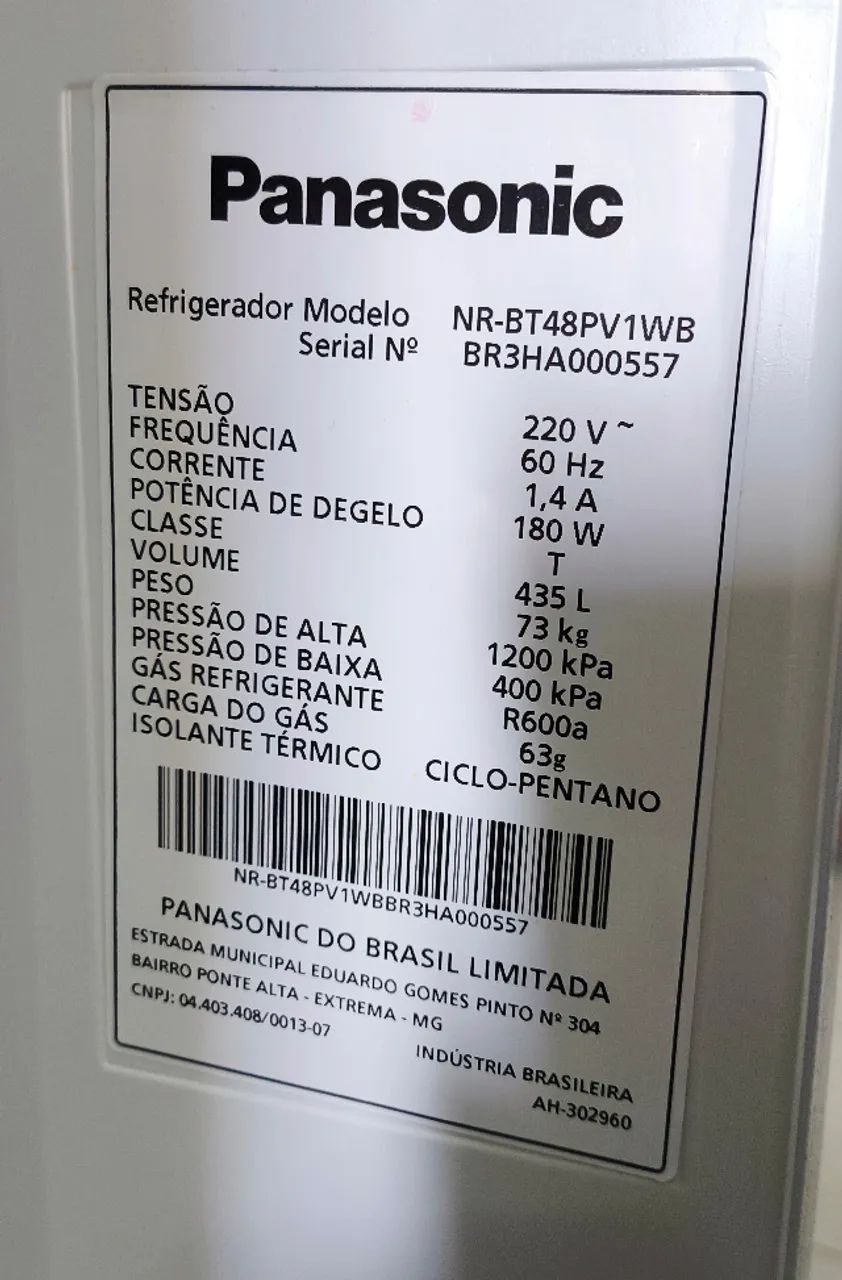 Panasonic
Refrigerador Modelo NR-BT48PV1WB
Serial Nº BR3HA000557
TENSÃO 220 V ~
FREQUÊNCIA 60 Hz
CORRENTE 1,4 A
POTÊNCIA DE DEGELO 180 W
CLASSE T
VOLUME 435 L
PESO 73 kg
PRESSÃO DE ALTA 1200 kPa
PRESSÃO DE BAIXA 400 kPa
GÁS REFRIGERANTE R600a
CARGA DO GÁS 63g
ISOLANTE TÉRMICO CICLO-PENTANO
NR-BT48PV1WBBR3HA000557
PANASONIC DO BRASIL LIMITADA
ESTRADA MUNICIPAL EDUARDO GOMES PINTO Nº 304
BAIRRO PONTE ALTA - EXTREMA - MG
CNPJ: 04.403.408/0013-07
INDÚSTRIA BRASILEIRA
AH-302960